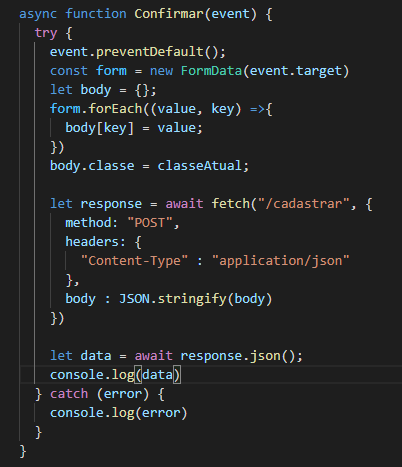 async function Confirmar(event) {
try {
event.preventDefault();
const form = new FormData(event.target)
let body = {};
form.forEach((value, key) =>{
body[key] = value;
})
body.classe = classeAtual;
let response = await fetch("/cadastrar", {
method: "POST",
headers: {
"Content-Type" : "application/json"
},
body : JSON.stringify(body)
})
let data = await response.json();
console.log(data)
} catch (error) {
console.log(error)
}
}